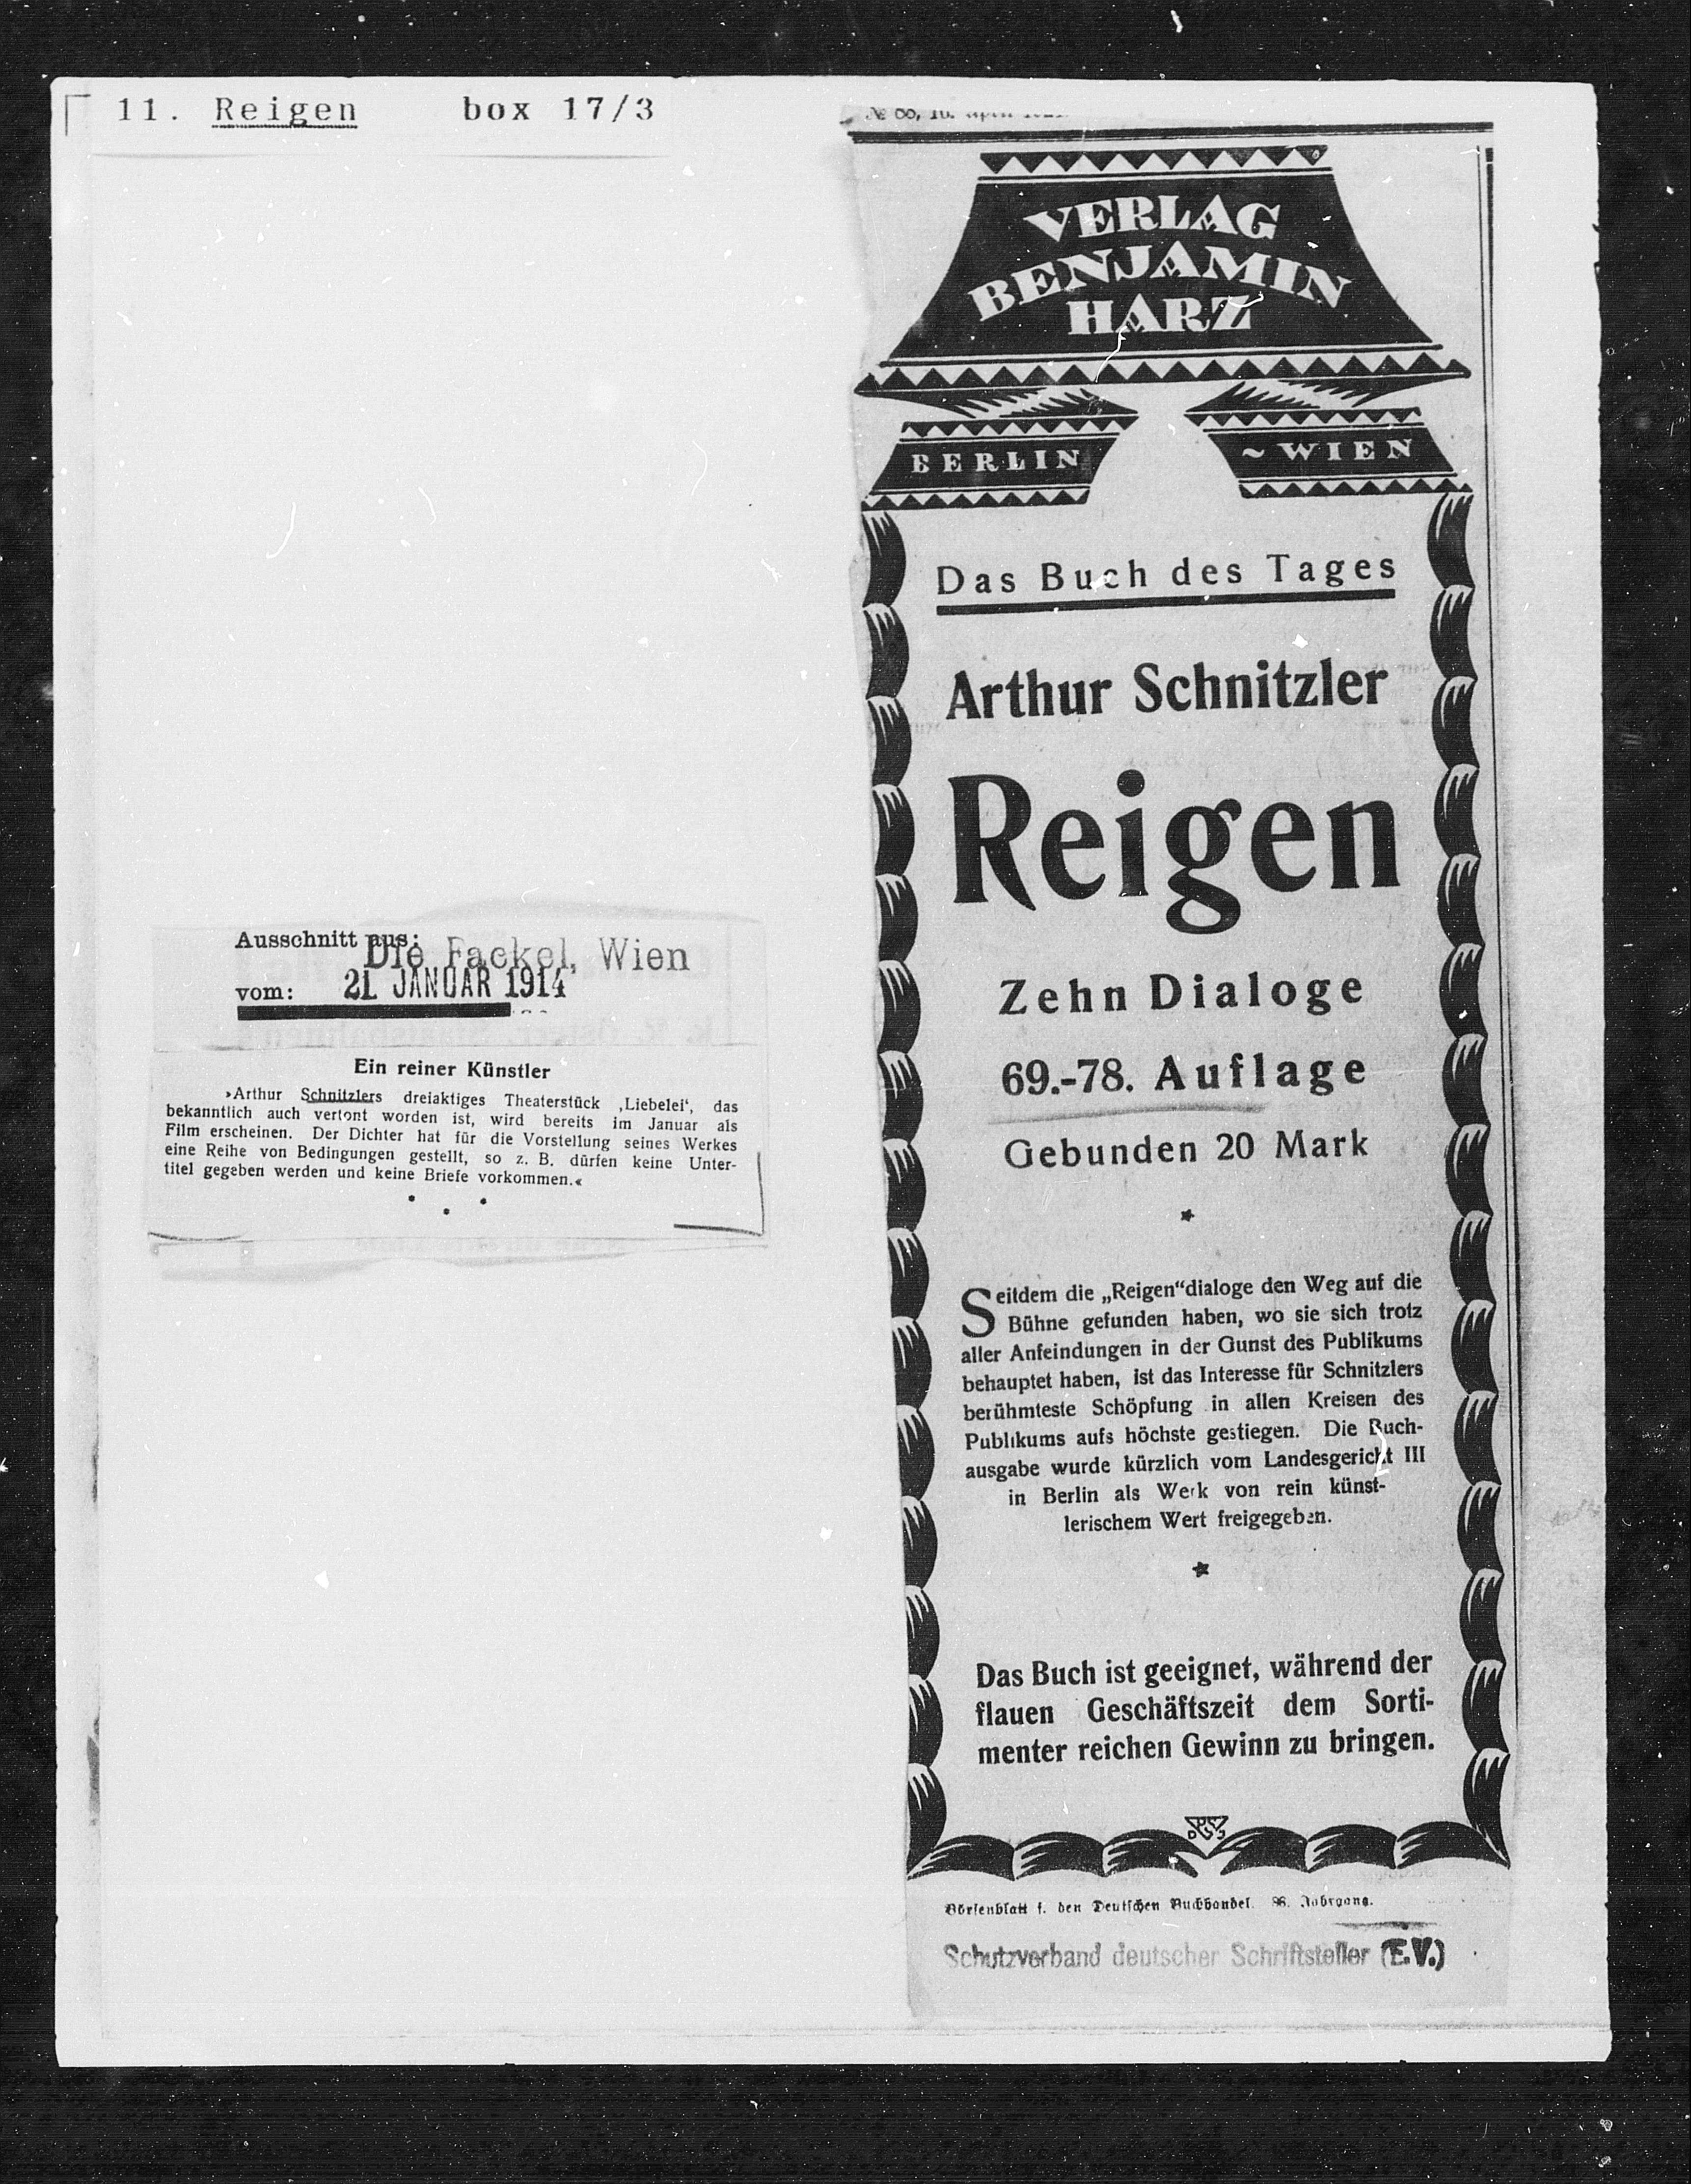 11. Reigen box 17/3
Ausschnitt aus:
Die Fackel, Wien
vom: 21. JANUAR 1914
Ein reiner Künstler
›Arthur Schnitzlers dreiaktiges Theaterstück ‚Liebelei‘, das
bekanntlich auch vertont worden ist, wird bereits im Januar als
Film erscheinen. Der Dichter hat für die Vorstellung seines Werkes
eine Reihe von Bedingungen gestellt, so z. B. dürfen keine Unter-
titel gegeben werden und keine Briefe vorkommen.‹
VERLAG
BENJAMIN
HARZ
BERLIN ~ WIEN
Das Buch des Tages
Arthur Schnitzler
Reigen
Zehn Dialoge
69.-78. Auflage
Gebunden 20 Mark
Seitdem die „Reigen“dialoge den Weg auf die
Bühne gefunden haben, wo sie sich trotz
aller Anfeindungen in der Gunst des Publikums
behauptet haben, ist das Interesse für Schnitzlers
berühmteste Schöpfung in allen Kreisen des
Publikums aufs höchste gestiegen. Die Buch-
ausgabe wurde kürzlich vom Landesgericht III
in Berlin als Werk von rein künst-
lerischem Wert freigegeben.
Das Buch ist geeignet, während der
flauen Geschäftszeit dem Sorti-
menter reichen Gewinn zu bringen.
Börsenblatt f. den Deutschen Buchhandel. Jahrgang.
Schutzverband deutscher Schriftsteller (E.V.)